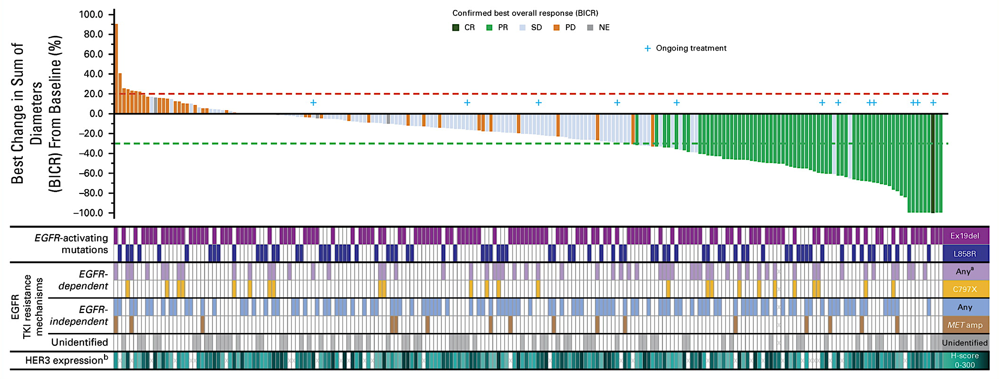 Confirmed best overall response (BICR)
CR PR SD PD NE
+ Ongoing treatment
Best Change in Sum of
Diameters
(BICR) From Baseline (%)
100.0
80.0
60.0
40.0
20.0
0.0
−20.0
−40.0
−60.0
−80.0
−100.0
EGFR-activating
mutations
Ex19del
L858R
EGFR
TKI resistance
mechanisms
EGFR-
dependent
Anyᵃ
C797X
EGFR-
independent
Any
MET amp
Unidentified
Unidentified
HER3 expressionᵇ
H-score
0-300